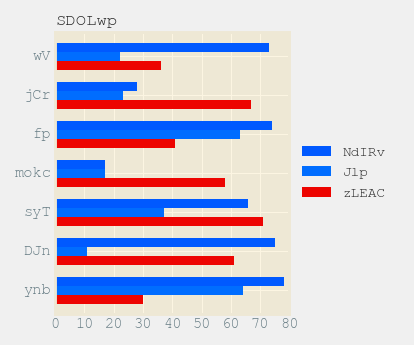 SDOLwp
wV
jCr
fp
mokc
syT
DJn
ynb
0 10 20 30 40 50 60 70 80
NdIRv
Jlp
zLEAC